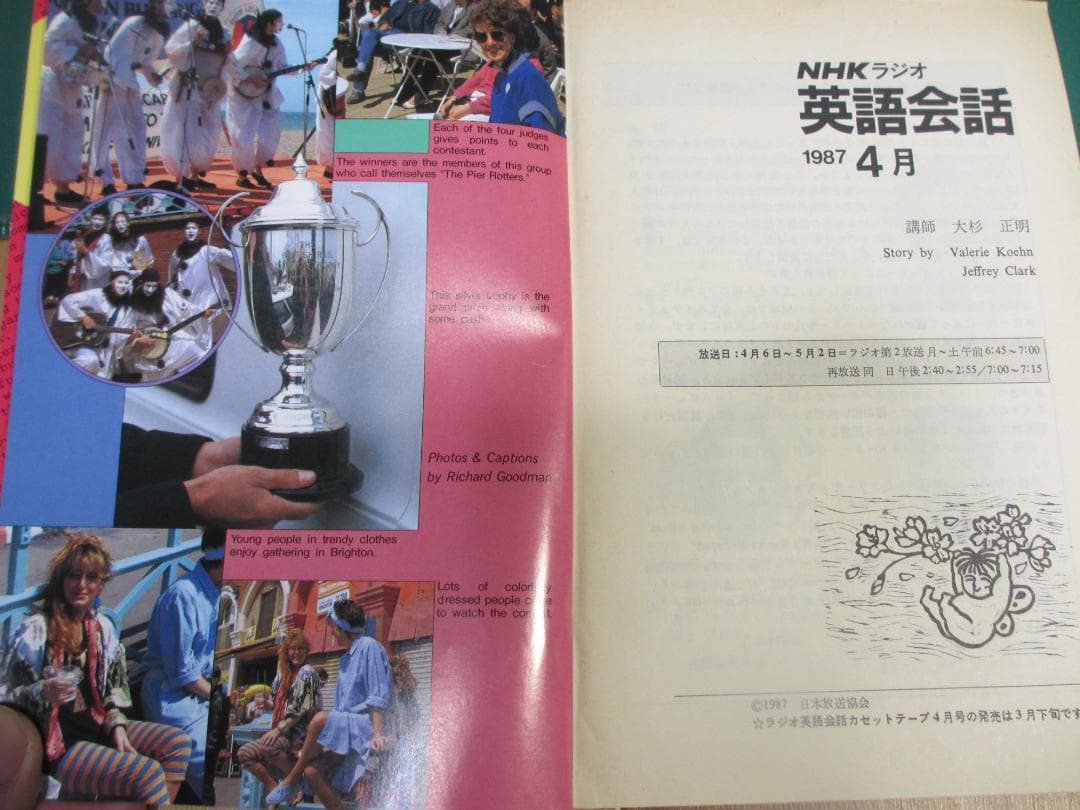 Each of the four judges
gives points to each
contestant.
The winners are the members of this group
who call themselves "The Pier Rotters."
This silver trophy is the
grand prize along with
some cash.
Photos & Captions
by Richard Goodman
Young people in trendy clothes
enjoy gathering in Brighton.
Lots of colorfully
dressed people come
to watch the contest.
NHKラジオ
英語会話
1987 4月
講師 大杉 正明
Story by Valerie Koehn
Jeffrey Clark
放送日:4月6日〜5月2日=ラジオ第2放送 月〜土 午前6:45〜7:00
再放送 同 日 午後2:40〜2:55/7:00〜7:15
©1987 日本放送協会
☆ラジオ英語会話カセットテープ4月号の発売は3月下旬です